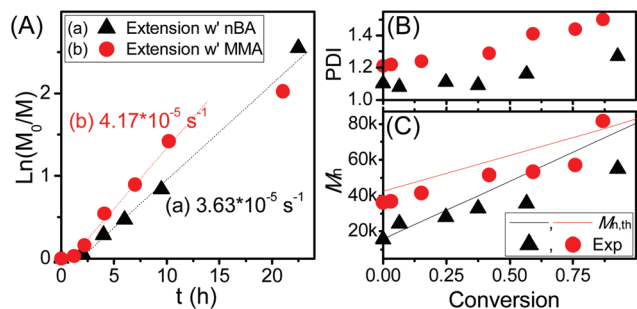 (A)
(a) ▲ Extension w' nBA
(b) ● Extension w' MMA
Ln(M₀/M)
2
1
0
(b) 4.17*10⁻⁵ s⁻¹
(a) 3.63*10⁻⁵ s⁻¹
0 5 10 15 20
t (h)
(B)
PDI
1.4
1.2
1.0
(C)
Mₙ
80k
60k
40k
20k
, Mₙ,ₜₕ
▲ , ● Exp
0.00 0.25 0.50 0.75
Conversion